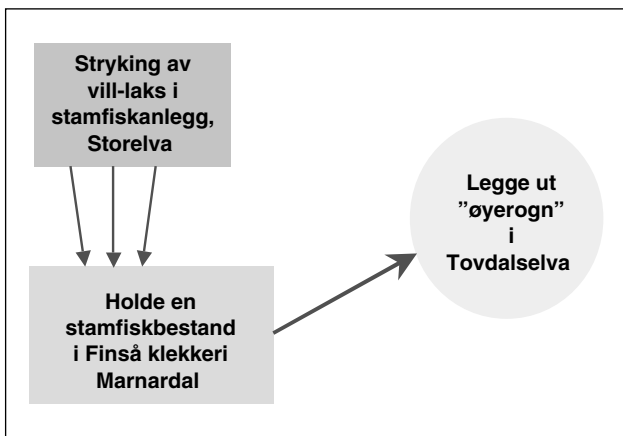 Stryking av
vill-laks i
stamfiskanlegg,
Storelva
Legge ut
”øyerogn”
i
Tovdalselva
Holde en
stamfiskbestand
i Finså klekkeri
Marnardal